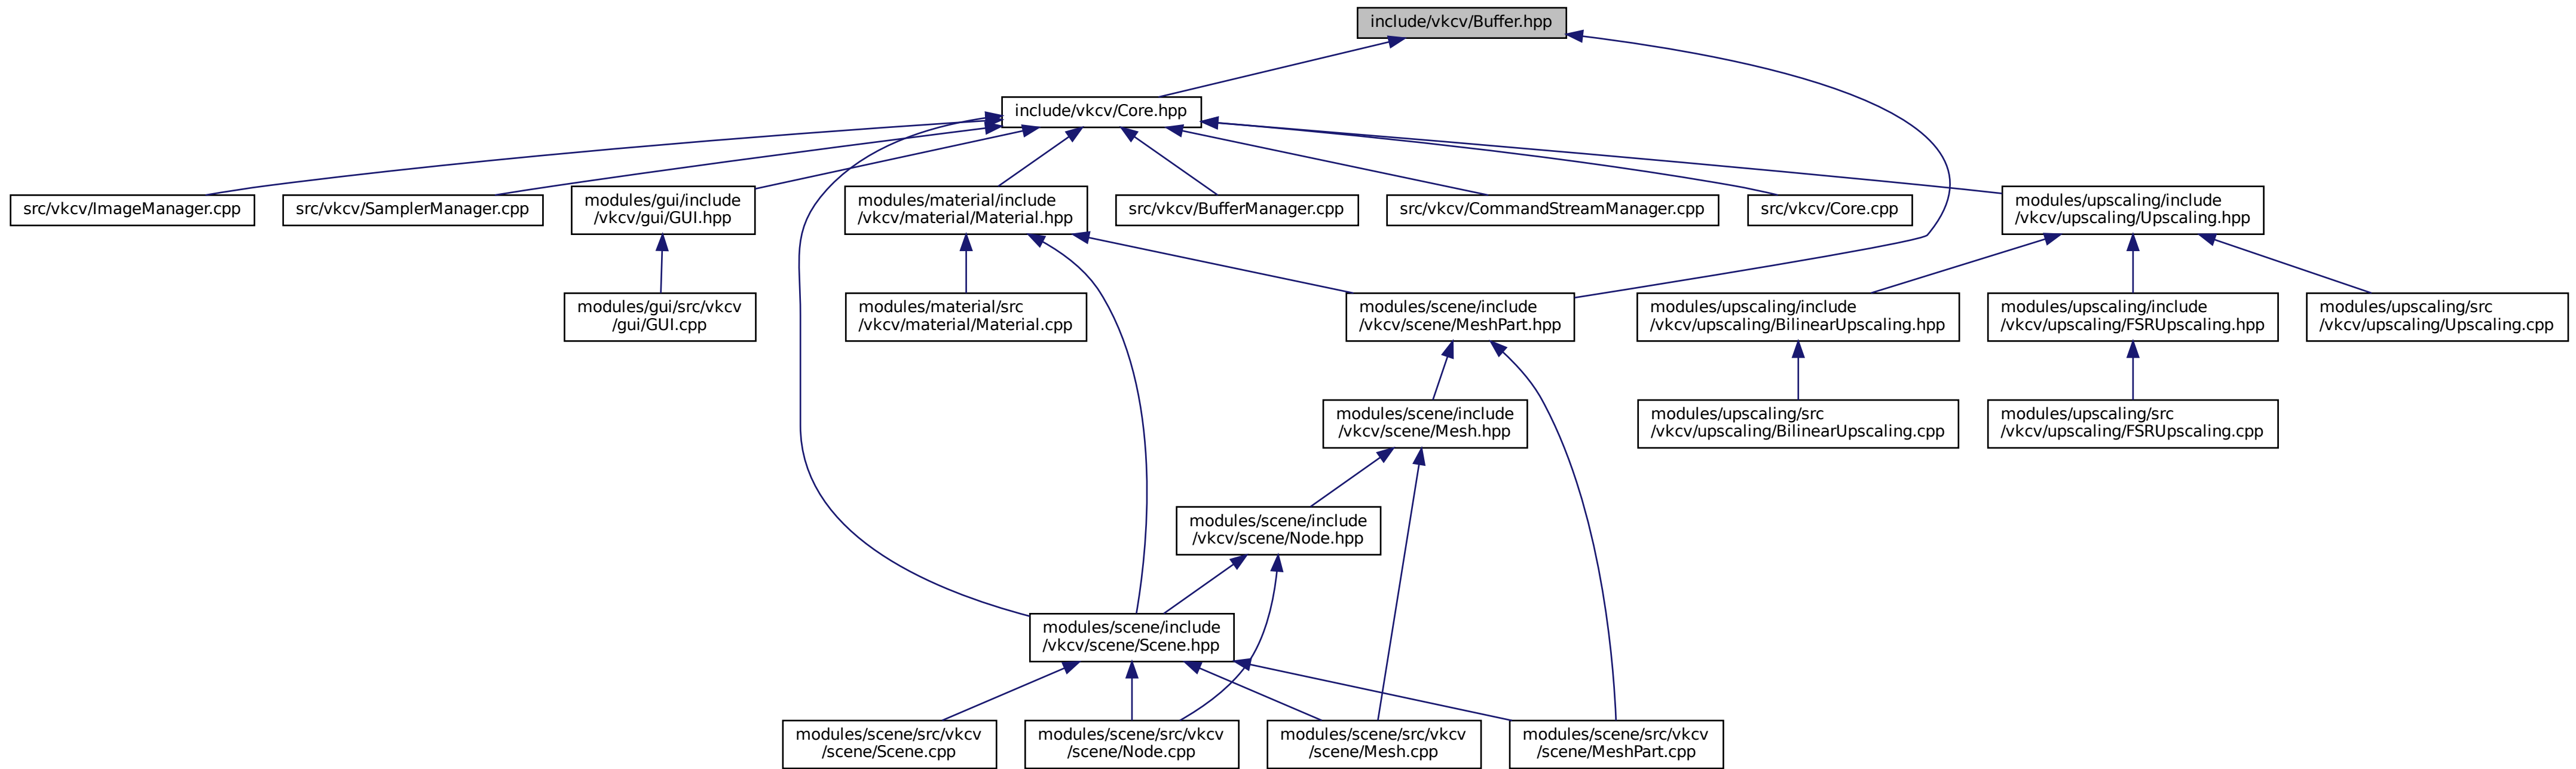 include/vkcv/Buffer.hpp
include/vkcv/Core.hpp
src/vkcv/ImageManager.cpp
src/vkcv/SamplerManager.cpp
modules/gui/include
/vkcv/gui/GUI.hpp
modules/material/include
/vkcv/material/Material.hpp
src/vkcv/BufferManager.cpp
src/vkcv/CommandStreamManager.cpp
src/vkcv/Core.cpp
modules/upscaling/include
/vkcv/upscaling/Upscaling.hpp
modules/gui/src/vkcv
/gui/GUI.cpp
modules/material/src
/vkcv/material/Material.cpp
modules/scene/include
/vkcv/scene/MeshPart.hpp
modules/upscaling/include
/vkcv/upscaling/BilinearUpscaling.hpp
modules/upscaling/include
/vkcv/upscaling/FSRUpscaling.hpp
modules/upscaling/src
/vkcv/upscaling/Upscaling.cpp
modules/scene/include
/vkcv/scene/Mesh.hpp
modules/upscaling/src
/vkcv/upscaling/BilinearUpscaling.cpp
modules/upscaling/src
/vkcv/upscaling/FSRUpscaling.cpp
modules/scene/include
/vkcv/scene/Node.hpp
modules/scene/include
/vkcv/scene/Scene.hpp
modules/scene/src/vkcv
/scene/Scene.cpp
modules/scene/src/vkcv
/scene/Node.cpp
modules/scene/src/vkcv
/scene/Mesh.cpp
modules/scene/src/vkcv
/scene/MeshPart.cpp